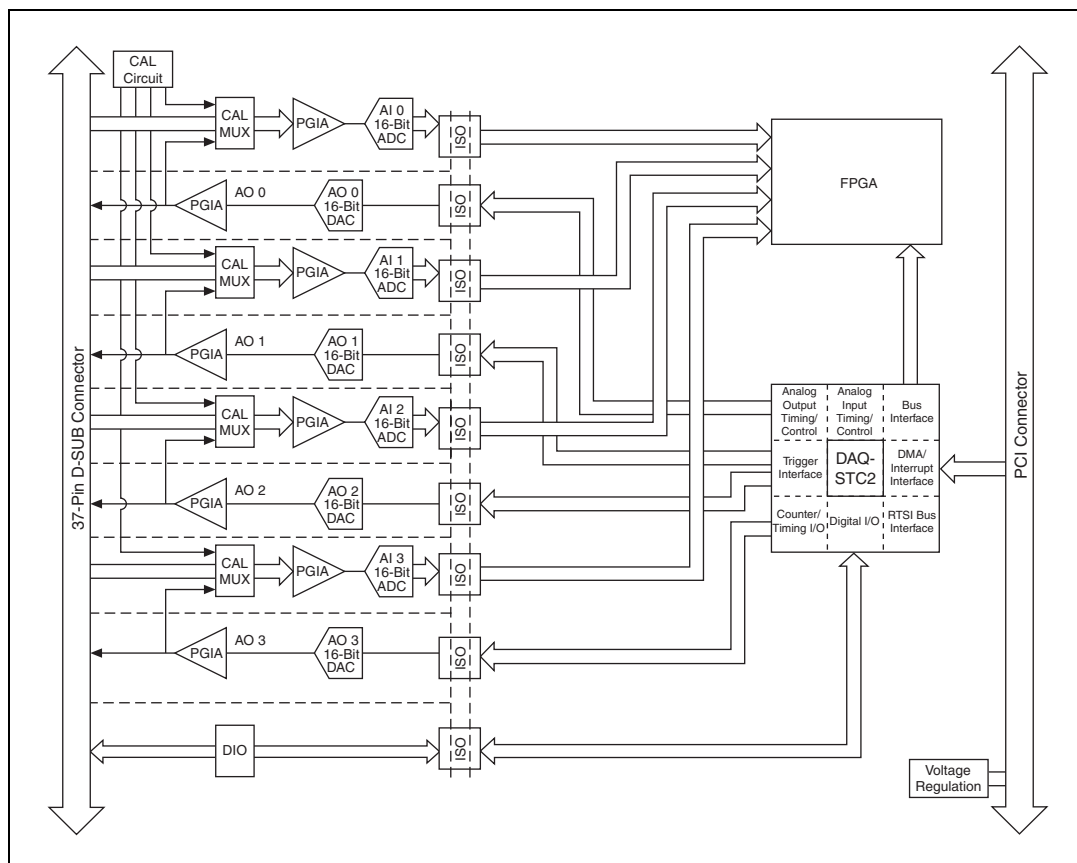 CAL
Circuit
CAL
MUX
PGIA
AI 0
16-Bit
ADC
ISO
FPGA
PGIA
AO 0
AO 0
16-Bit
DAC
ISO
CAL
MUX
PGIA
AI 1
16-Bit
ADC
ISO
PGIA
AO 1
AO 1
16-Bit
DAC
ISO
CAL
MUX
PGIA
AI 2
16-Bit
ADC
ISO
PGIA
AO 2
AO 2
16-Bit
DAC
ISO
CAL
MUX
PGIA
AI 3
16-Bit
ADC
ISO
PGIA
AO 3
AO 3
16-Bit
DAC
ISO
DIO
ISO
37-Pin D-SUB Connector
Analog
Output
Timing/
Control
Analog
Input
Timing/
Control
Bus
Interface
Trigger
Interface
DAQ-
STC2
DMA/
Interrupt
Interface
Counter/
Timing I/O
Digital I/O
RTSI Bus
Interface
PCI Connector
Voltage
Regulation